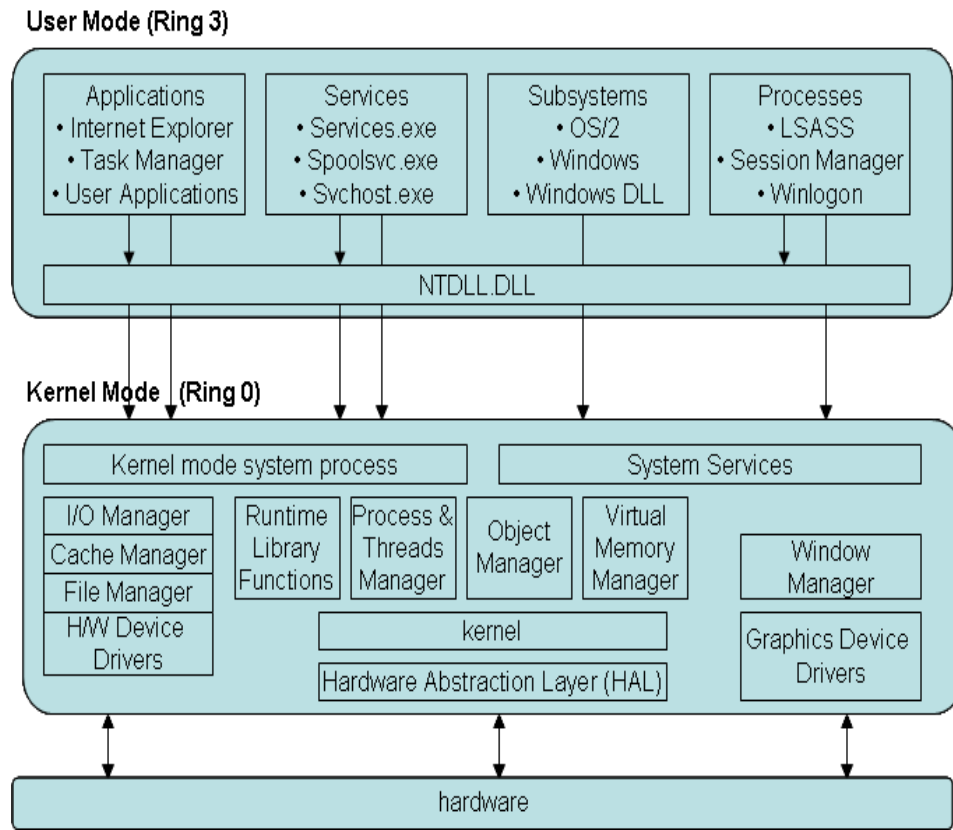 User Mode (Ring 3)
Applications
• Internet Explorer
• Task Manager
• User Applications
Services
• Services.exe
• Spoolsvc.exe
• Svchost.exe
Subsystems
• OS/2
• Windows
• Windows DLL
Processes
• LSASS
• Session Manager
• Winlogon
NTDLL.DLL
Kernel Mode (Ring 0)
Kernel mode system process
System Services
I/O Manager
Cache Manager
File Manager
H/W Device
Drivers
Runtime
Library
Functions
Process &
Threads
Manager
Object
Manager
Virtual
Memory
Manager
Window
Manager
kernel
Hardware Abstraction Layer (HAL)
Graphics Device
Drivers
hardware